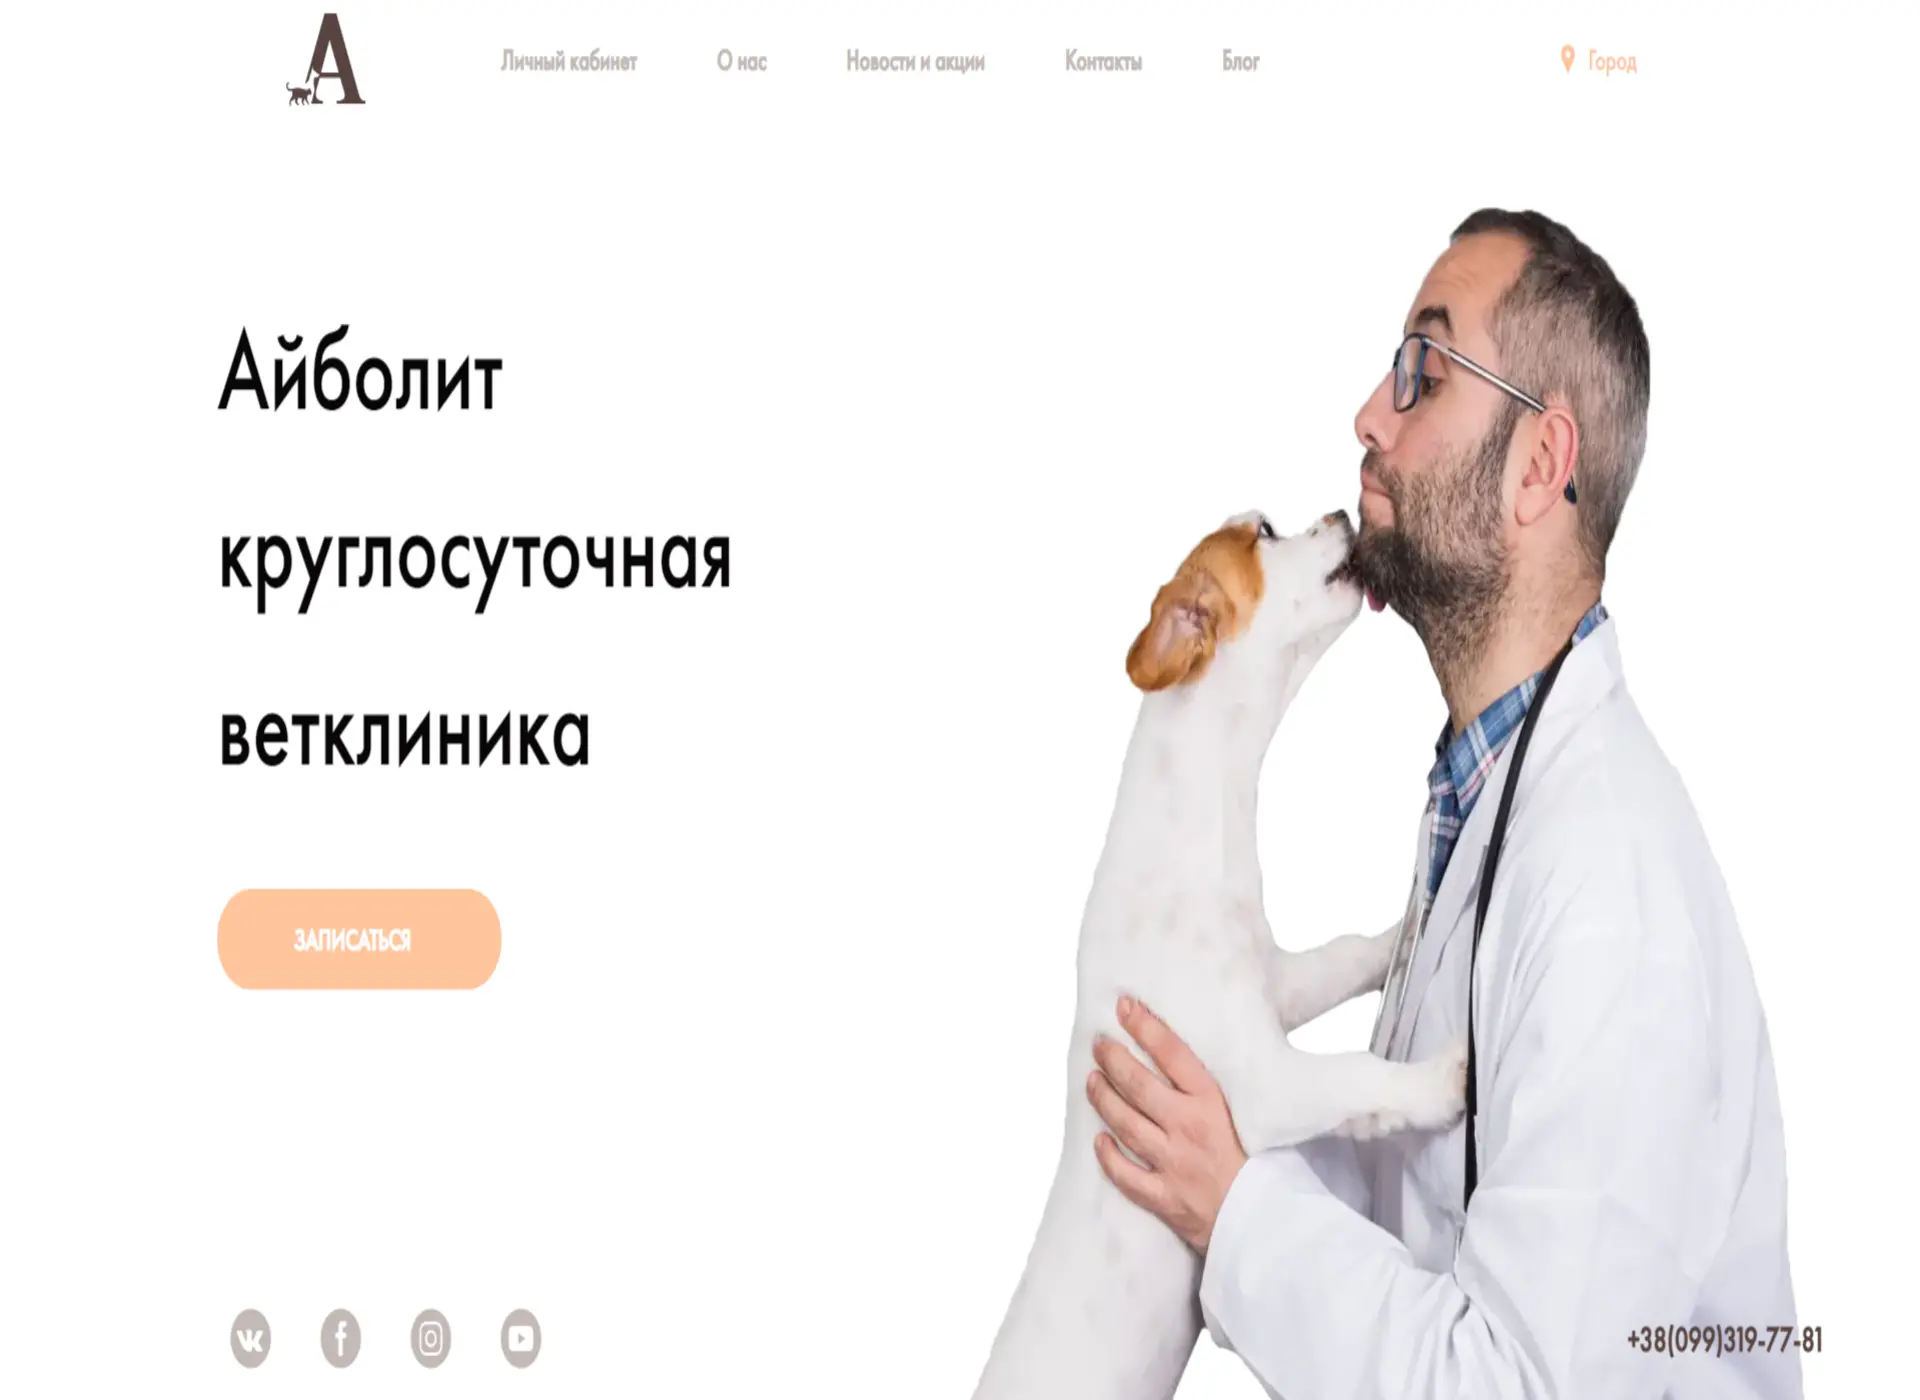 А
Личный кабинет
О нас
Новости и акции
Контакты
Блог
Город
Айболит
круглосуточная
ветклиника
ЗАПИСАТЬСЯ
+38(099)319-77-81